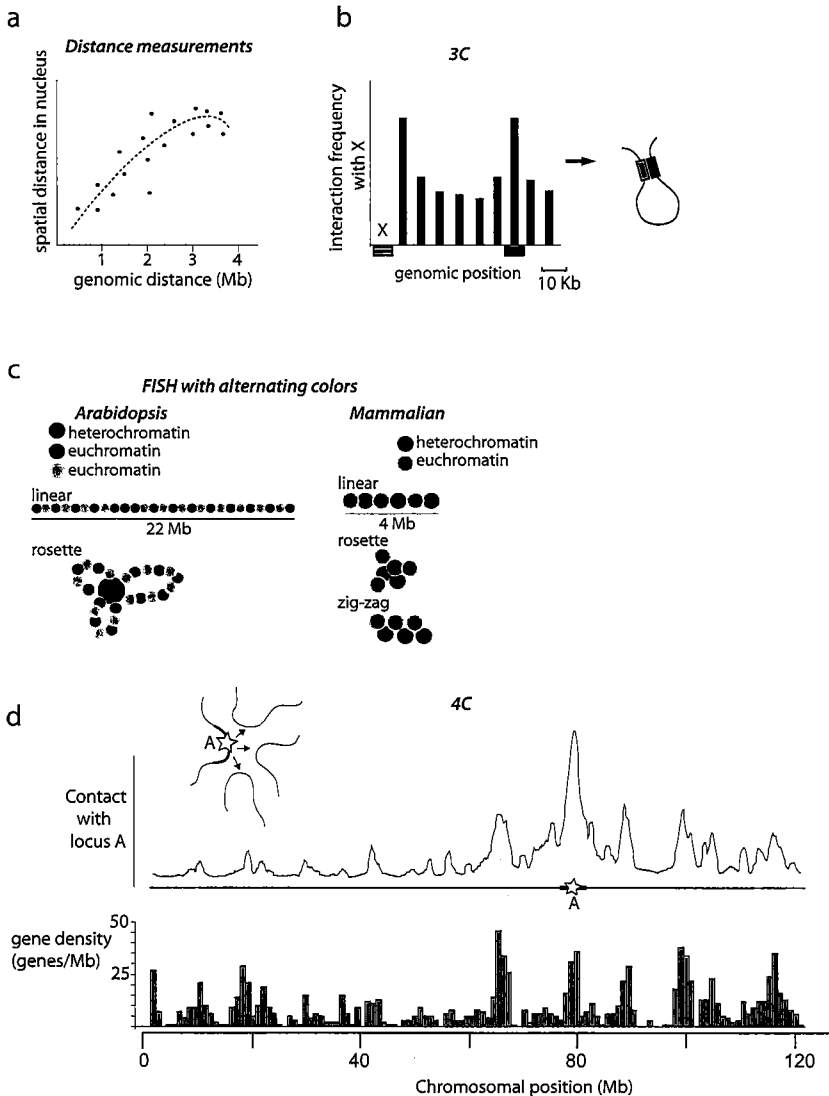 a
Distance measurements
spatial distance in nucleus
1 2 3 4
genomic distance (Mb)
b
3C
interaction frequency
with X
X
genomic position
10 Kb
c
FISH with alternating colors
Arabidopsis
heterochromatin
euchromatin
euchromatin
linear
22 Mb
rosette
Mammalian
heterochromatin
euchromatin
linear
4 Mb
rosette
zig-zag
d
4C
A
Contact
with
locus A
A
gene density
(genes/Mb)
50
25
0 40 80 120
Chromosomal position (Mb)